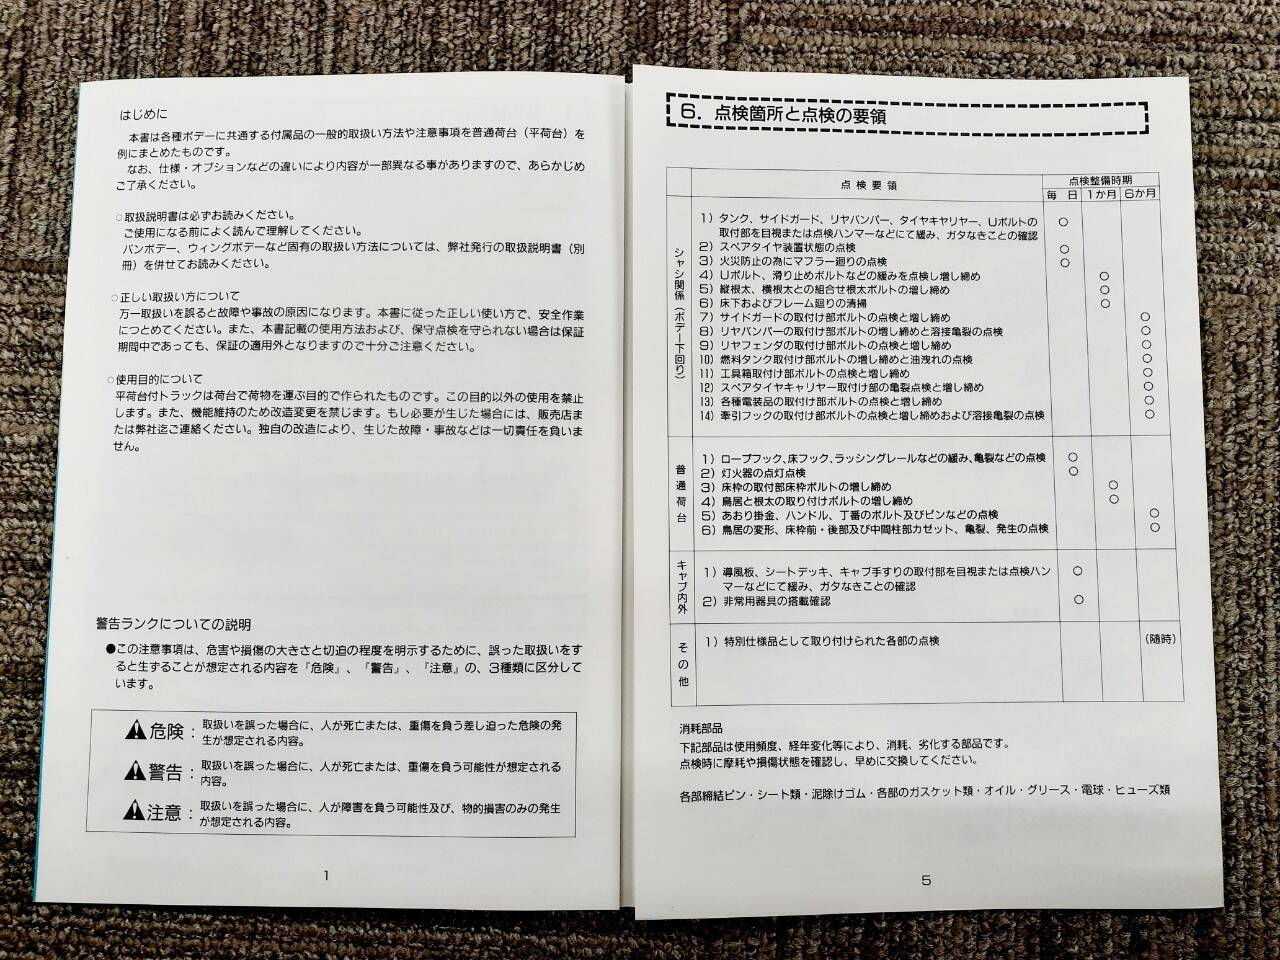 はじめに
本書は各種ボデーに共通する付属品の一般的取扱い方法や注意事項を普通荷台（平荷台）を
例にまとめたものです。
なお、仕様・オプションなどの違いにより内容が一部異なる事がありますので、あらかじめ
ご了承ください。
○取扱説明書は必ずお読みください。
ご使用になる前によく読んで理解してください。
バンボデー、ウィングボデーなど固有の取扱い方法については、弊社発行の取扱説明書（別
冊）を併せてお読みください。
○正しい取扱い方について
万一取扱いを誤ると故障や事故の原因になります。本書に従った正しい使い方で、安全作業
につとめてください。また、本書記載の使用方法および、保守点検を守られない場合は保証
期間中であっても、保証の適用外となりますので十分ご注意ください。
○使用目的について
平荷台付トラックは荷台で荷物を運ぶ目的で作られたものです。この目的以外の使用を禁止
します。また、機能維持のため改造変更を禁じます。もし必要が生じた場合には、販売店ま
たは弊社迄ご連絡ください。独自の改造により、生じた故障・事故などは一切責任を負いま
せん。
警告ランクについての説明
●この注意事項は、危害や損傷の大きさと切迫の程度を明示するために、誤った取扱いをす
ると生することが想定される内容を『危険』、『警告』、『注意』の、3種類に区分して
います。
⚠危険：取扱いを誤った場合に、人が死亡または、重傷を負う差し迫った危険の発
生が想定される内容。
⚠警告：取扱いを誤った場合に、人が死亡または、重傷を負う可能性が想定される
内容。
⚠注意：取扱いを誤った場合に、人が障害を負う可能性及び、物的損害のみの発生
が想定される内容。
1
6．点検箇所と点検の要領
点検要領 点検整備時期
毎日 1か月 6か月
シャシ関係（ボデー下回り）
1）タンク、サイドガード、リヤバンパー、タイヤキャリヤー、Uボルトの ○
取付部を目視または点検ハンマーなどにて緩み、ガタなきことの確認
2）スペアタイヤ装置状態の点検 ○
3）火災防止の為にマフラー廻りの点検 ○
4）Uボルト、滑り止めボルトなどの緩みを点検し増し締め ○
5）縦根太、横根太との組合せ根太ボルトの増し締め ○
6）床下およびフレーム廻りの清掃 ○
7）サイドガードの取付け部ボルトの点検と増し締め ○
8）リヤバンパーの取付け部ボルトの増し締めと溶接亀裂の点検 ○
9）リヤフェンダの取付け部ボルトの点検と増し締め ○
10）燃料タンク取付け部ボルトの増し締めと油洩れの点検 ○
11）工具箱取付け部ボルトの点検と増し締め ○
12）スペアタイヤキャリヤー取付け部の亀裂点検と増し締め ○
13）各種電装品の取付け部ボルトの点検と増し締め ○
14）牽引フックの取付け部ボルトの点検と増し締めおよび溶接亀裂の点検 ○
普通荷台
1）ロープフック、床フック、ラッシングレールなどの緩み、亀裂などの点検 ○
2）灯火器の点灯点検 ○
3）床枠の取付部床枠ボルトの増し締め ○
4）鳥居と根太の取り付けボルトの増し締め ○
5）あおり掛金、ハンドル、丁番のボルト及びピンなどの点検 ○
6）鳥居の変形、床枠前・後部及び中間柱部カゼット、亀裂、発生の点検 ○
キャブ内外
1）導風板、シートデッキ、キャブ手すりの取付部を目視または点検ハン ○
マーなどにて緩み、ガタなきことの確認
2）非常用器具の搭載確認 ○
その他
1）特別仕様品として取り付けられた各部の点検 （随時）
消耗部品
下記部品は使用頻度、経年変化等により、消耗、劣化する部品です。
点検時に摩耗や損傷状態を確認し、早めに交換してください。
各部締結ピン・シート類・泥除けゴム・各部のガスケット類・オイル・グリース・電球・ヒューズ類
5